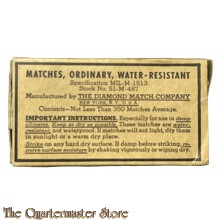 MATCHES, ORDINARY, WATER-RESISTANT
Specification MIL-M-1513
Stock No. 51-M-487
Manufactured by THE DIAMOND MATCH COMPANY
NEW YORK, N.Y., U.S.A.
Contents—Not Less Than 350 Matches Average.
IMPORTANT INSTRUCTIONS. Especially for use in damp
climates. Keep as dry as possible. These matches are water-
resistant, not waterproof. If matches will not light, dry them
in sunlight or in a warm place.
Strike on any hard dry surface. If damp before striking, re-
store surface moisture by shaking vigorously or wiping dry.
The Quartermaster Store